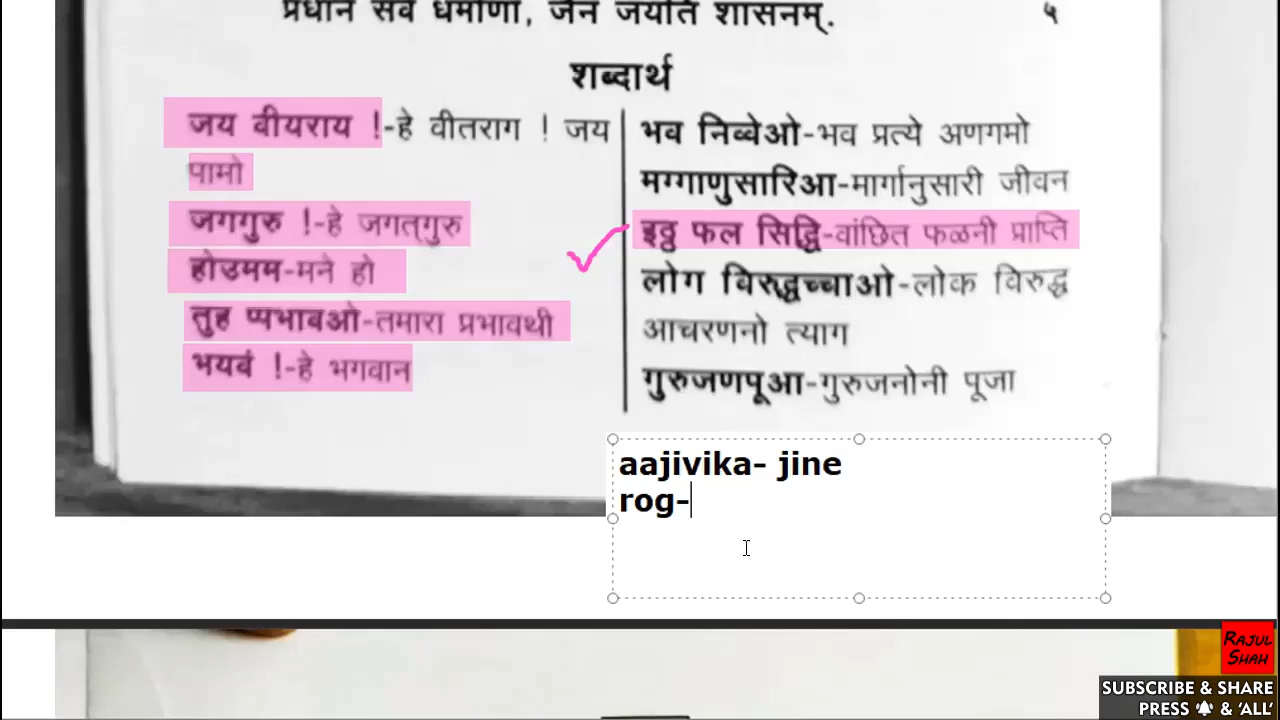 प्रधानं सर्व धर्माणां, जैनं जयति शासनम्. ५
शब्दार्थ
जय वीयराय !-हे वीतराग ! जय
पामो
जगगुरु !-हे जगत्गुरु
होउमम-मने हो
तुह प्पभावओ-तमारा प्रभावथी
भयवं !-हे भगवान
भव निव्वेओ-भव प्रत्ये अणगमो
मग्गाणुसारिआ-मार्गानुसारी जीवन
इट्ठ फल सिद्धि-वांछित फळनी प्राप्ति
लोग विरुद्धच्चाओ-लोक विरुद्ध
आचरणनो त्याग
गुरुजणपूआ-गुरुजनोनी पूजा
aajivika- jine
rog-
RAJUL
SHAH
SUBSCRIBE & SHARE
PRESS & 'ALL'